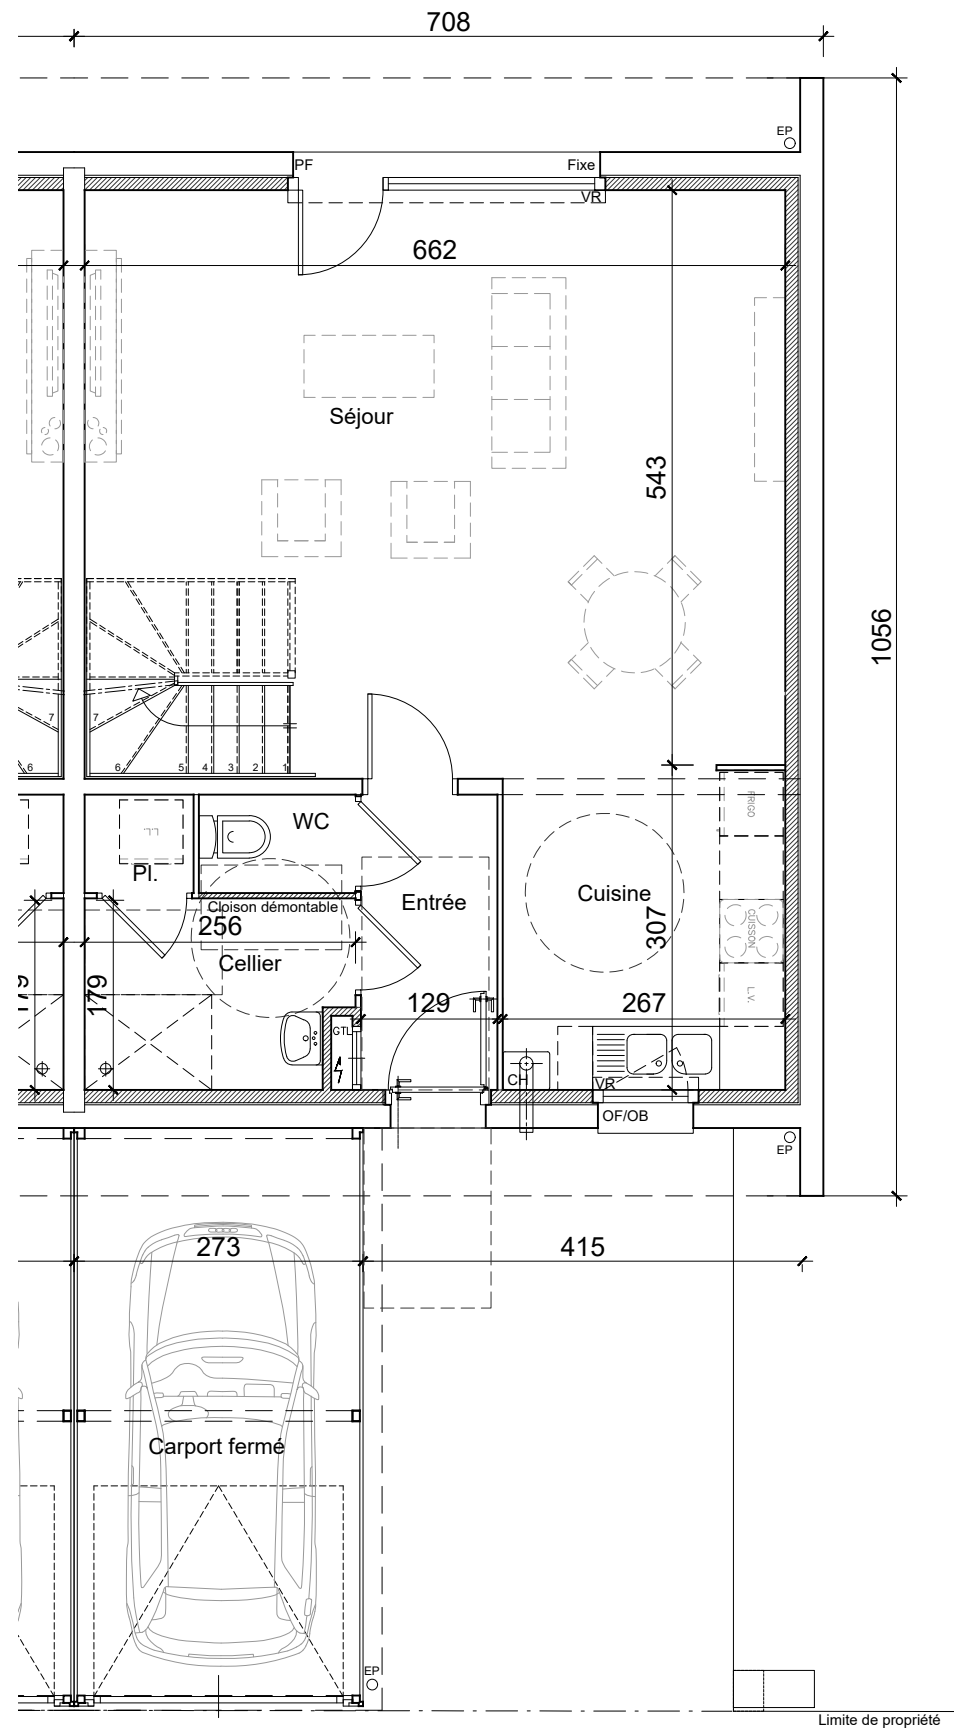 708
EP
PF
Fixe
VR
662
Séjour
543
1056
7
7
6
6
5
4
3
2
1
FRIGO
WC
L.L.
Pl.
Cuisine
Entrée
Cloison démontable
CUISSON
307
256
Cellier
179
179
L.V.
129
267
GTL
CH
VR
OF/OB
EP
273
415
Carport fermé
EP
Limite de propriété